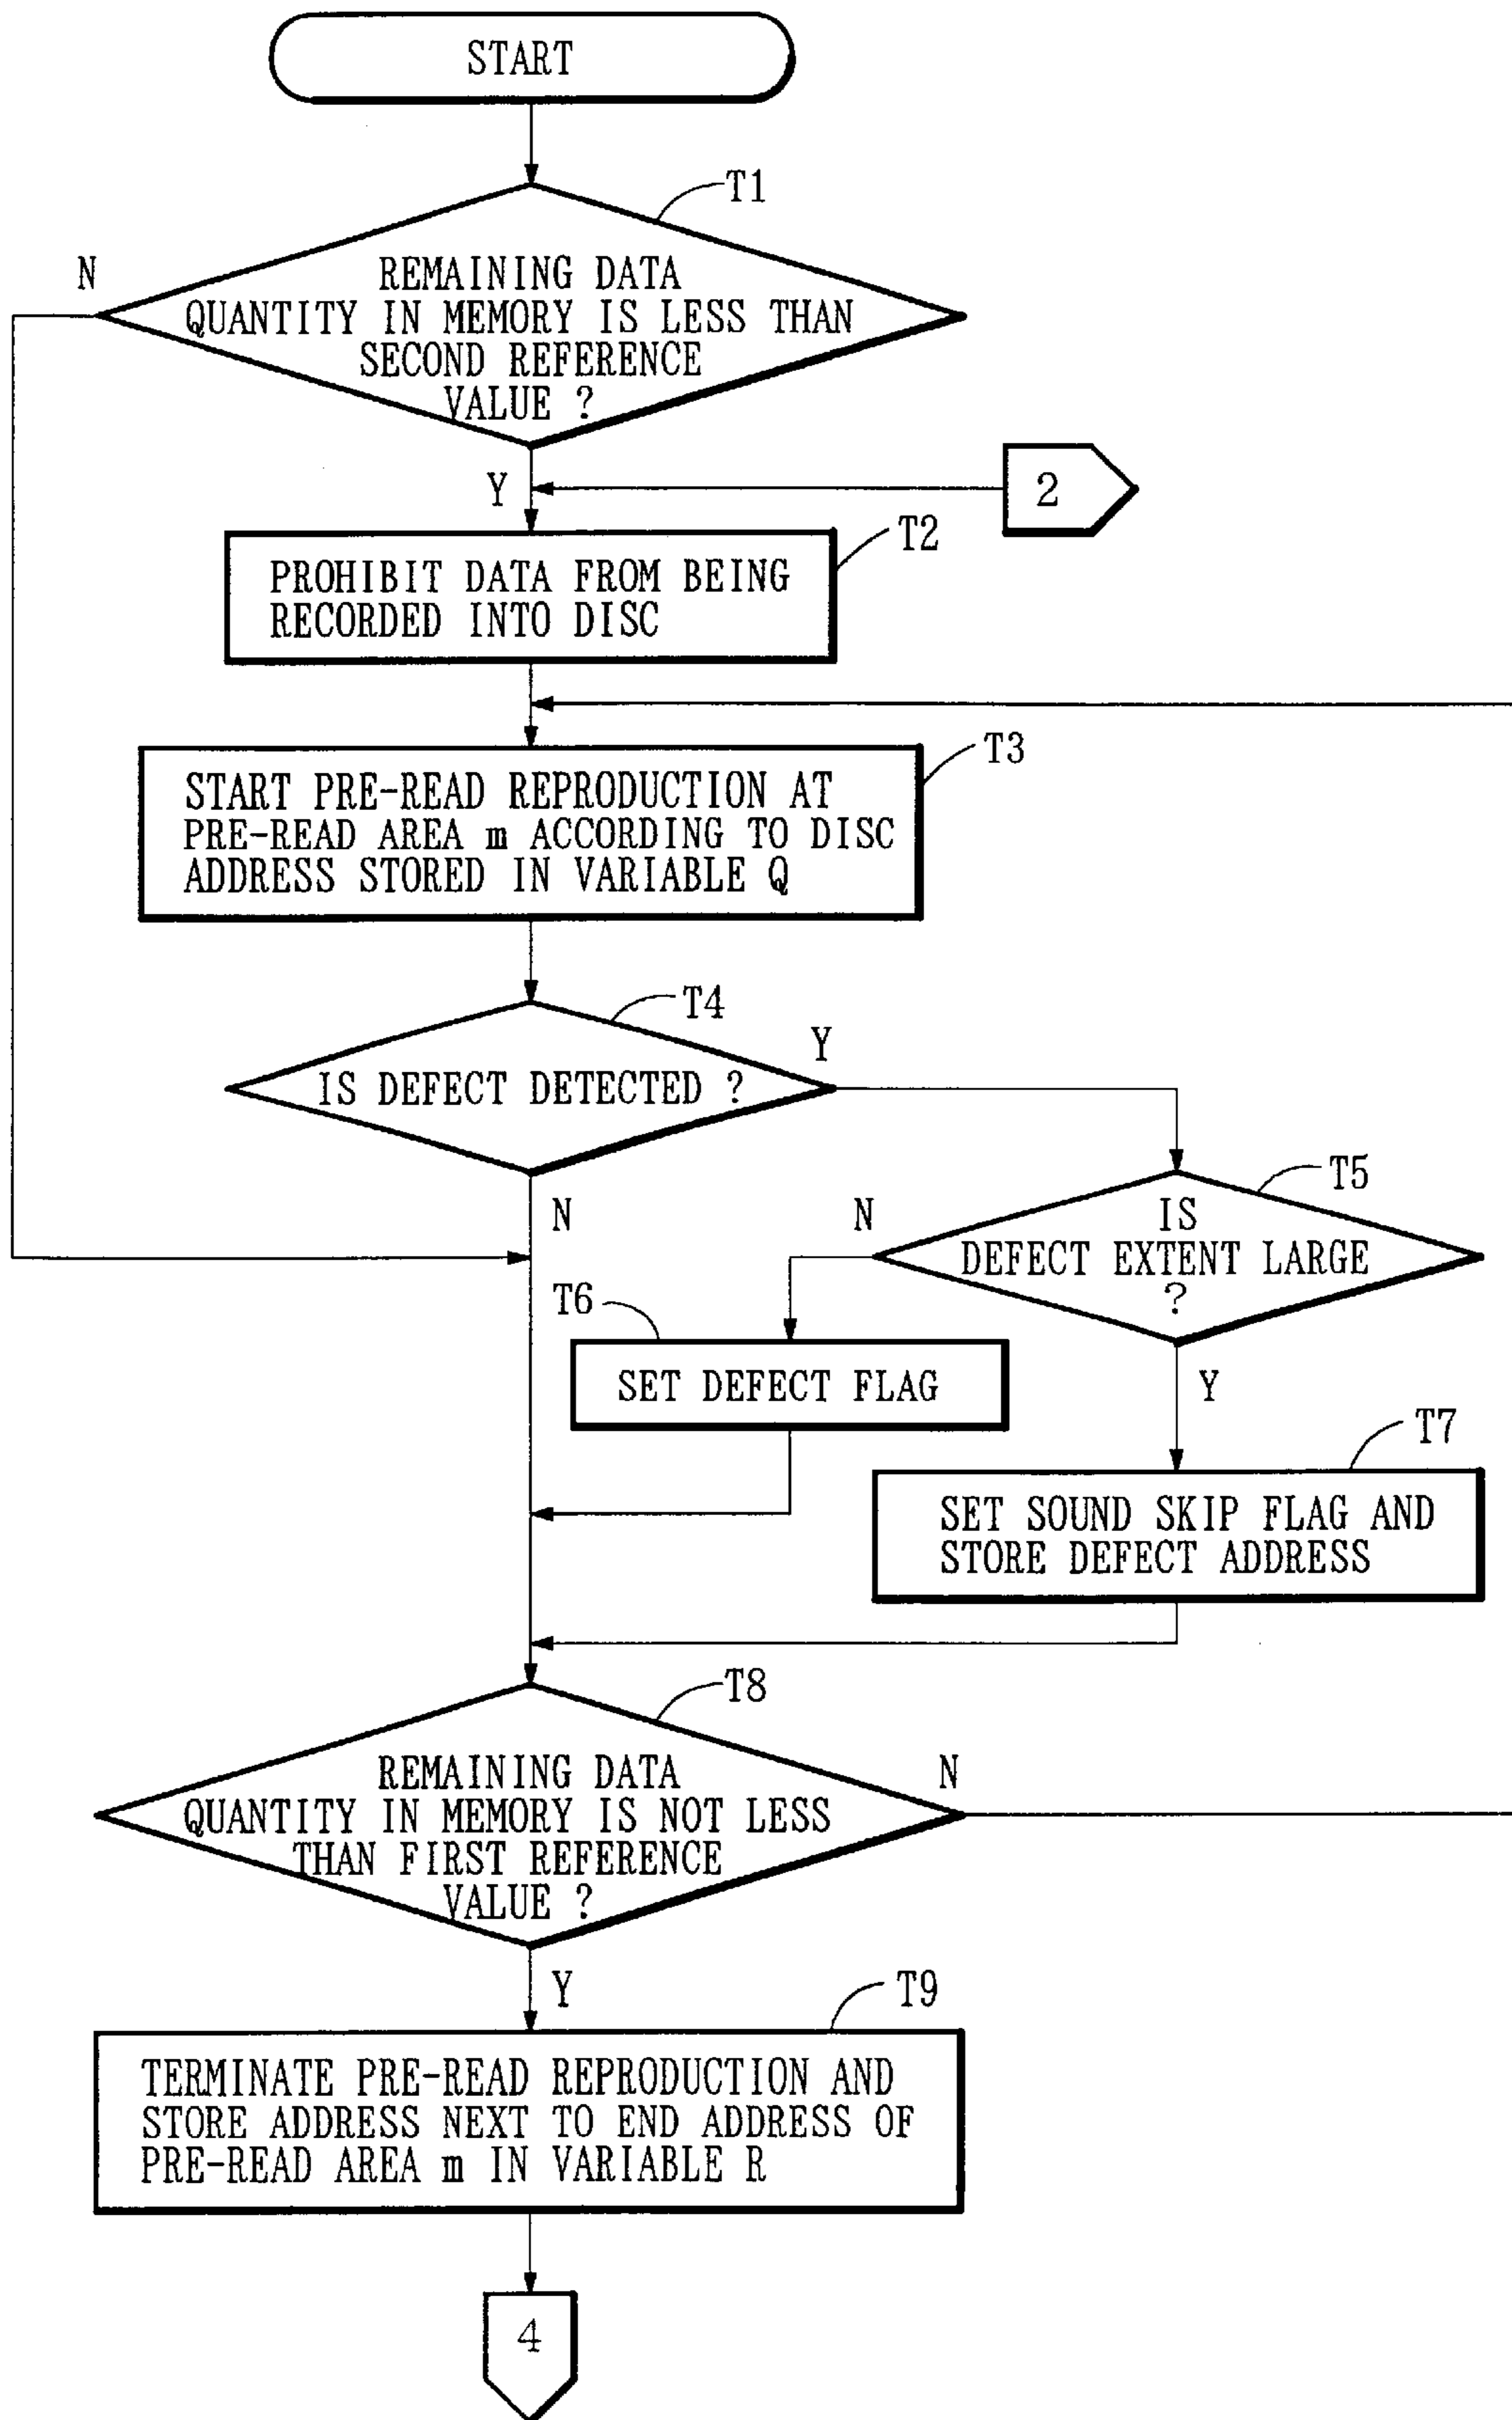 START
T1
N
REMAINING DATA
QUANTITY IN MEMORY IS LESS THAN
SECOND REFERENCE
VALUE ?
Y
2
T2
PROHIBIT DATA FROM BEING
RECORDED INTO DISC
T3
START PRE-READ REPRODUCTION AT
PRE-READ AREA m ACCORDING TO DISC
ADDRESS STORED IN VARIABLE Q
T4
Y
IS DEFECT DETECTED ?
N
T5
N
IS
DEFECT EXTENT LARGE
?
T6
SET DEFECT FLAG
Y
T7
SET SOUND SKIP FLAG AND
STORE DEFECT ADDRESS
T8
REMAINING DATA
N
QUANTITY IN MEMORY IS NOT LESS
THAN FIRST REFERENCE
VALUE ?
Y
T9
TERMINATE PRE-READ REPRODUCTION AND
STORE ADDRESS NEXT TO END ADDRESS OF
PRE-READ AREA m IN VARIABLE R
4